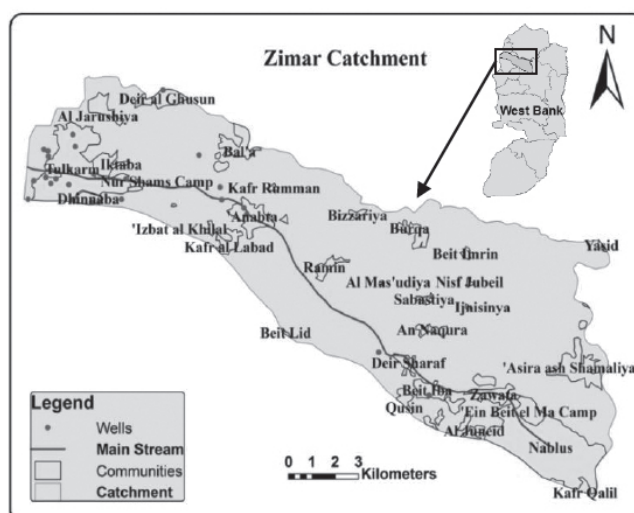 Zimar Catchment
N
West Bank
Deir al Ghusun
Al Jarushiya
Bal'a
Iktaba
Tulkarm
Nur Shams Camp
Kafr Rumman
Dhinnaba
Anabta
Bizzariya
Burqa
'Izbat al Khilal
Kafr al Labad
Beit Imrin
Yasid
Ramin
Al Mas'udiya
Nisf Jubeil
Sabastiya
Ijnisinya
Beit Lid
An Naqura
Deir Sharaf
'Asira ash Shamaliya
Beit Iba
Zawata
Qusin
'Ein Beit el Ma Camp
Al Juneid
Nablus
Kafr Qalil
Legend
Wells
Main Stream
Communities
Catchment
0 1 2 3
Kilometers